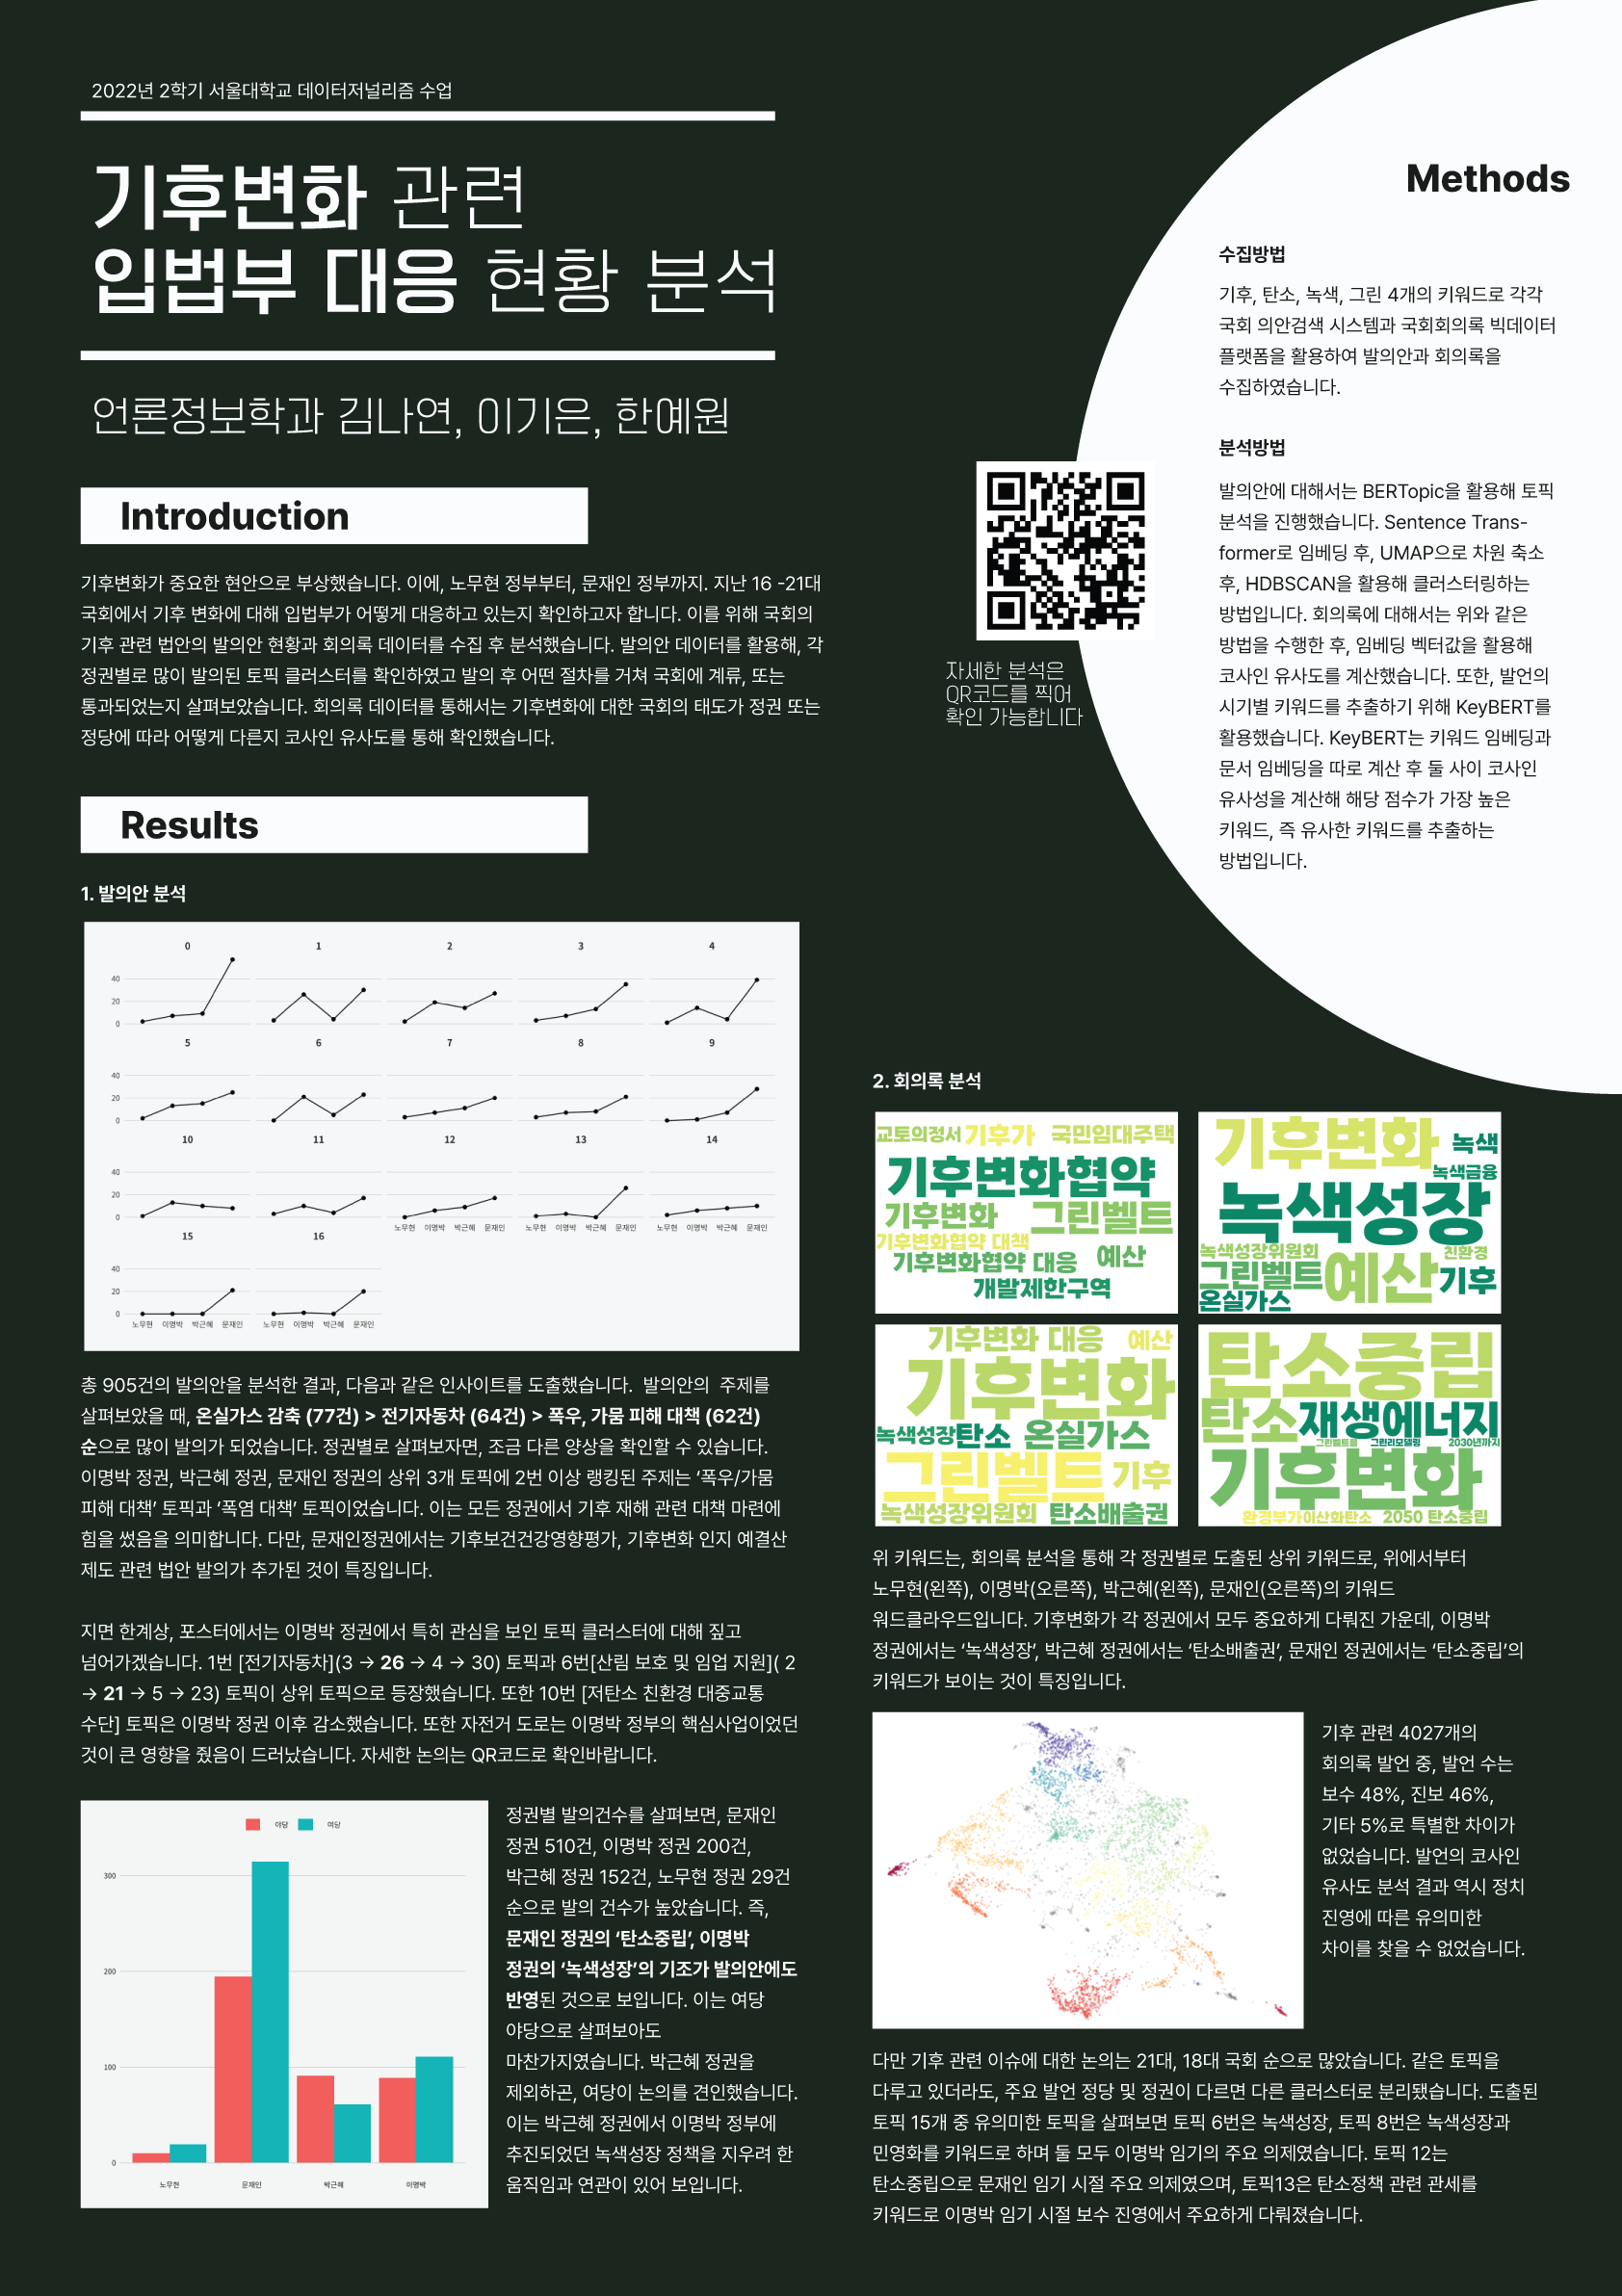 2022년 2학기 서울대학교 데이터저널리즘 수업
기후변화 관련
입법부 대응 현황 분석
언론정보학과 김나연, 이기은, 한예원
Introduction
기후변화가 중요한 현안으로 부상했습니다. 이에, 노무현 정부부터, 문재인 정부까지. 지난 16 -21대
국회에서 기후 변화에 대해 입법부가 어떻게 대응하고 있는지 확인하고자 합니다. 이를 위해 국회의
기후 관련 법안의 발의안 현황과 회의록 데이터를 수집 후 분석했습니다. 발의안 데이터를 활용해, 각
정권별로 많이 발의된 토픽 클러스터를 확인하였고 발의 후 어떤 절차를 거쳐 국회에 계류, 또는
통과되었는지 살펴보았습니다. 회의록 데이터를 통해서는 기후변화에 대한 국회의 태도가 정권 또는
정당에 따라 어떻게 다른지 코사인 유사도를 통해 확인했습니다.
Methods
수집방법
기후, 탄소, 녹색, 그린 4개의 키워드로 각각
국회 의안검색 시스템과 국회회의록 빅데이터
플랫폼을 활용하여 발의안과 회의록을
수집하였습니다.
분석방법
발의안에 대해서는 BERTopic을 활용해 토픽
분석을 진행했습니다. Sentence Trans-
former로 임베딩 후, UMAP으로 차원 축소
후, HDBSCAN을 활용해 클러스터링하는
방법입니다. 회의록에 대해서는 위와 같은
방법을 수행한 후, 임베딩 벡터값을 활용해
코사인 유사도를 계산했습니다. 또한, 발언의
시기별 키워드를 추출하기 위해 KeyBERT를
활용했습니다. KeyBERT는 키워드 임베딩과
문서 임베딩을 따로 계산 후 둘 사이 코사인
유사성을 계산해 해당 점수가 가장 높은
키워드, 즉 유사한 키워드를 추출하는
방법입니다.
자세한 분석은
QR코드를 찍어
확인 가능합니다
Results
1. 발의안 분석
0 1 2 3 4
40
20
0
5 6 7 8 9
40
20
0
10 11 12 13 14
40
20
0
노무현 이명박 박근혜 문재인 노무현 이명박 박근혜 문재인 노무현 이명박 박근혜 문재인
15 16
40
20
0
노무현 이명박 박근혜 문재인 노무현 이명박 박근혜 문재인
총 905건의 발의안을 분석한 결과, 다음과 같은 인사이트를 도출했습니다. 발의안의 주제를
살펴보았을 때, 온실가스 감축 (77건) > 전기자동차 (64건) > 폭우, 가뭄 피해 대책 (62건)
순으로 많이 발의가 되었습니다. 정권별로 살펴보자면, 조금 다른 양상을 확인할 수 있습니다.
이명박 정권, 박근혜 정권, 문재인 정권의 상위 3개 토픽에 2번 이상 랭킹된 주제는 ‘폭우/가뭄
피해 대책’ 토픽과 ‘폭염 대책’ 토픽이었습니다. 이는 모든 정권에서 기후 재해 관련 대책 마련에
힘을 썼음을 의미합니다. 다만, 문재인정권에서는 기후보건건강영향평가, 기후변화 인지 예결산
제도 관련 법안 발의가 추가된 것이 특징입니다.
지면 한계상, 포스터에서는 이명박 정권에서 특히 관심을 보인 토픽 클러스터에 대해 짚고
넘어가겠습니다. 1번 [전기자동차](3 → 26 → 4 → 30) 토픽과 6번[산림 보호 및 임업 지원]( 2
→ 21 → 5 → 23) 토픽이 상위 토픽으로 등장했습니다. 또한 10번 [저탄소 친환경 대중교통
수단] 토픽은 이명박 정권 이후 감소했습니다. 또한 자전거 도로는 이명박 정부의 핵심사업이었던
것이 큰 영향을 줬음이 드러났습니다. 자세한 논의는 QR코드로 확인바랍니다.
야당 여당
300
200
100
0
노무현 문재인 박근혜 이명박
정권별 발의건수를 살펴보면, 문재인
정권 510건, 이명박 정권 200건,
박근혜 정권 152건, 노무현 정권 29건
순으로 발의 건수가 높았습니다. 즉,
문재인 정권의 ‘탄소중립’, 이명박
정권의 ‘녹색성장’의 기조가 발의안에도
반영된 것으로 보입니다. 이는 여당
야당으로 살펴보아도
마찬가지였습니다. 박근혜 정권을
제외하곤, 여당이 논의를 견인했습니다.
이는 박근혜 정권에서 이명박 정부에
추진되었던 녹색성장 정책을 지우려 한
움직임과 연관이 있어 보입니다.
2. 회의록 분석
교토의정서 기후가 국민임대주택
기후변화협약
기후변화 그린벨트
기후변화협약 대책
기후변화협약 대응 예산
개발제한구역
기후변화 녹색
녹색금융
녹색성장
녹색성장위원회 친환경
그린벨트 예산 기후
온실가스
기후변화 대응 예산
기후변화
녹색성장 탄소 온실가스
그린벨트 기후
녹색성장위원회 탄소배출권
탄소중립
탄소 재생에너지
그린벨트를 그린리모델링 2030년까지
기후변화
환경부가이산화탄소 2050 탄소중립
위 키워드는, 회의록 분석을 통해 각 정권별로 도출된 상위 키워드로, 위에서부터
노무현(왼쪽), 이명박(오른쪽), 박근혜(왼쪽), 문재인(오른쪽)의 키워드
워드클라우드입니다. 기후변화가 각 정권에서 모두 중요하게 다뤄진 가운데, 이명박
정권에서는 ‘녹색성장’, 박근혜 정권에서는 ‘탄소배출권’, 문재인 정권에서는 ‘탄소중립’의
키워드가 보이는 것이 특징입니다.
기후 관련 4027개의
회의록 발언 중, 발언 수는
보수 48%, 진보 46%,
기타 5%로 특별한 차이가
없었습니다. 발언의 코사인
유사도 분석 결과 역시 정치
진영에 따른 유의미한
차이를 찾을 수 없었습니다.
다만 기후 관련 이슈에 대한 논의는 21대, 18대 국회 순으로 많았습니다. 같은 토픽을
다루고 있더라도, 주요 발언 정당 및 정권이 다르면 다른 클러스터로 분리됐습니다. 도출된
토픽 15개 중 유의미한 토픽을 살펴보면 토픽 6번은 녹색성장, 토픽 8번은 녹색성장과
민영화를 키워드로 하며 둘 모두 이명박 임기의 주요 의제였습니다. 토픽 12는
탄소중립으로 문재인 임기 시절 주요 의제였으며, 토픽13은 탄소정책 관련 관세를
키워드로 이명박 임기 시절 보수 진영에서 주요하게 다뤄졌습니다.